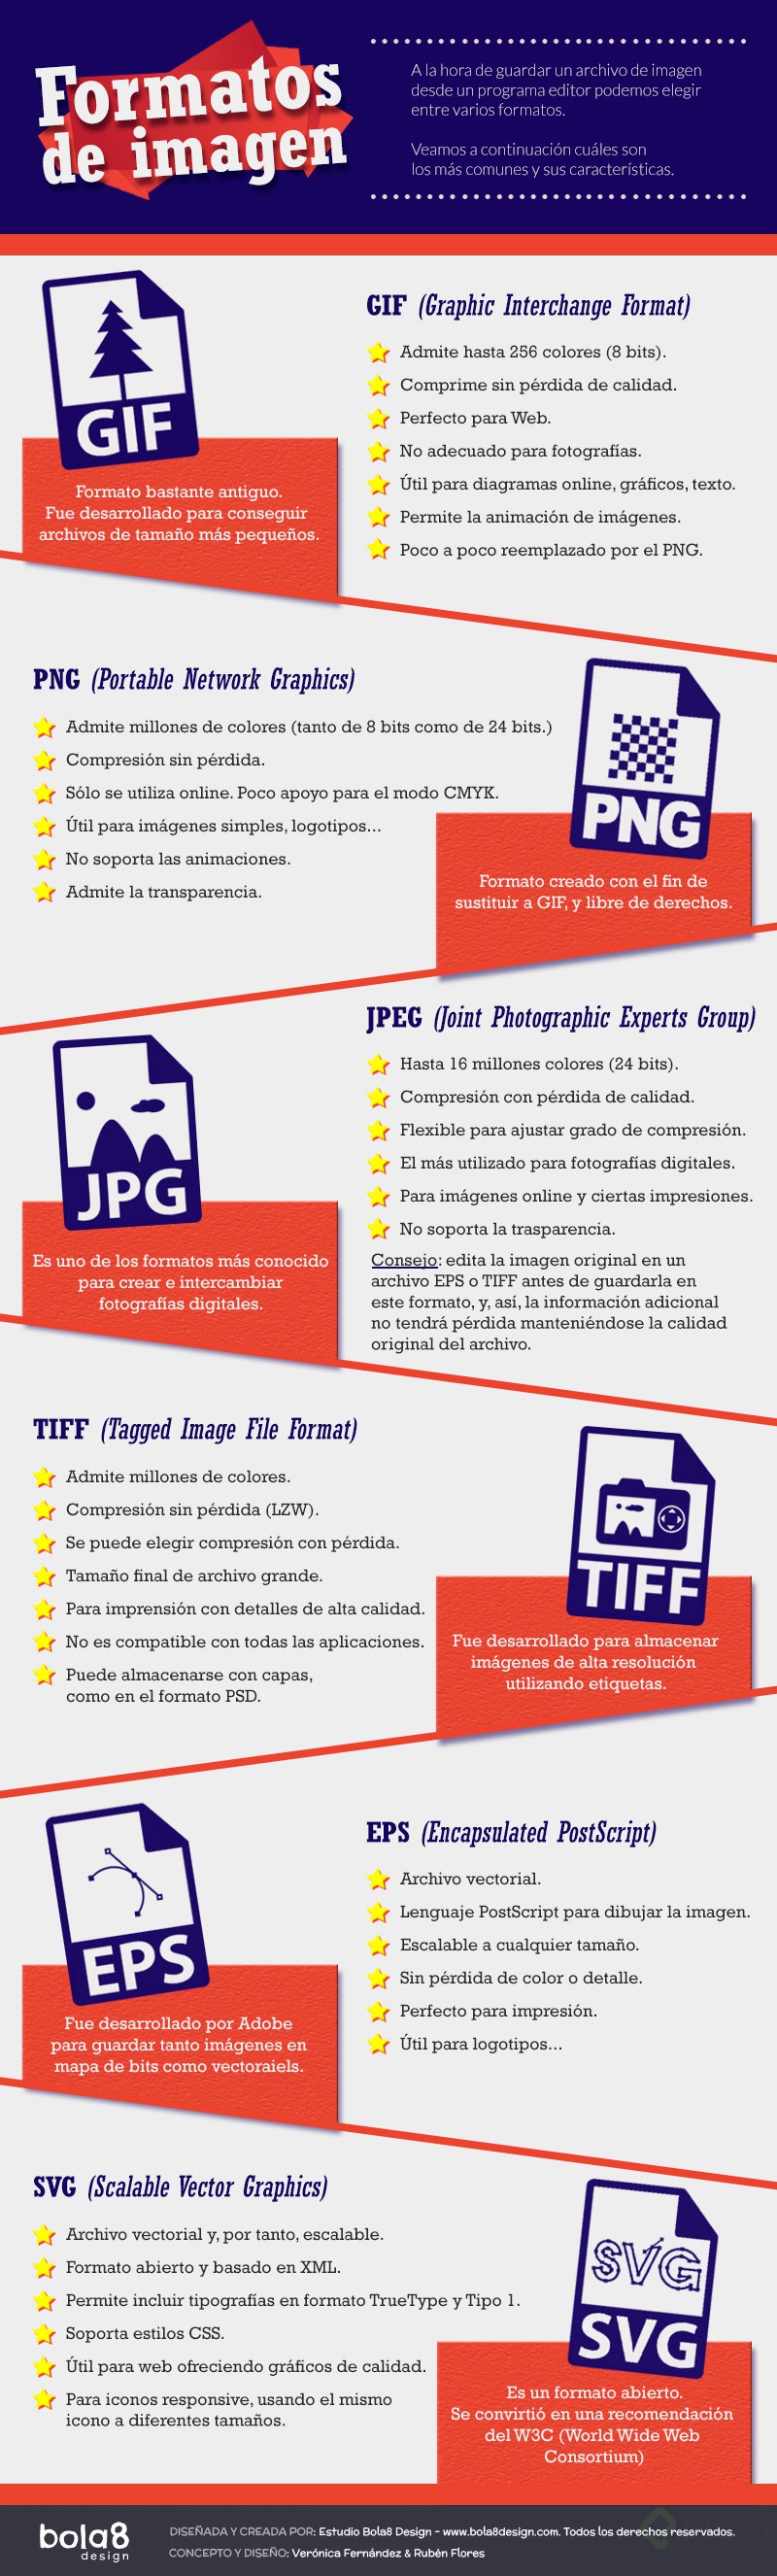 Formatos
de imagen
A la hora de guardar un archivo de imagen
desde un programa editor podemos elegir
entre varios formatos.
Veamos a continuación cuáles son
los más comunes y sus características.
GIF
Formato bastante antiguo.
Fue desarrollado para conseguir
archivos de tamaño más pequeños.
GIF (Graphic Interchange Format)
Admite hasta 256 colores (8 bits).
Comprime sin pérdida de calidad.
Perfecto para Web.
No adecuado para fotografías.
Útil para diagramas online, gráficos, texto.
Permite la animación de imágenes.
Poco a poco reemplazado por el PNG.
PNG (Portable Network Graphics)
Admite millones de colores (tanto de 8 bits como de 24 bits.)
Compresión sin pérdida.
Sólo se utiliza online. Poco apoyo para el modo CMYK.
Útil para imágenes simples, logotipos...
No soporta las animaciones.
Admite la transparencia.
PNG
Formato creado con el fin de
sustituir a GIF, y libre de derechos.
JPG
Es uno de los formatos más conocido
para crear e intercambiar
fotografías digitales.
JPEG (Joint Photographic Experts Group)
Hasta 16 millones colores (24 bits).
Compresión con pérdida de calidad.
Flexible para ajustar grado de compresión.
El más utilizado para fotografías digitales.
Para imágenes online y ciertas impresiones.
No soporta la trasparencia.
Consejo: edita la imagen original en un
archivo EPS o TIFF antes de guardarla en
este formato, y, así, la información adicional
no tendrá pérdida manteniéndose la calidad
original del archivo.
TIFF (Tagged Image File Format)
Admite millones de colores.
Compresión sin pérdida (LZW).
Se puede elegir compresión con pérdida.
Tamaño final de archivo grande.
Para imprensión con detalles de alta calidad.
No es compatible con todas las aplicaciones.
Puede almacenarse con capas,
como en el formato PSD.
TIFF
Fue desarrollado para almacenar
imágenes de alta resolución
utilizando etiquetas.
EPS
Fue desarrollado por Adobe
para guardar tanto imágenes en
mapa de bits como vectoraiels.
EPS (Encapsulated PostScript)
Archivo vectorial.
Lenguaje PostScript para dibujar la imagen.
Escalable a cualquier tamaño.
Sin pérdida de color o detalle.
Perfecto para impresión.
Útil para logotipos...
SVG (Scalable Vector Graphics)
Archivo vectorial y, por tanto, escalable.
Formato abierto y basado en XML.
Permite incluir tipografías en formato TrueType y Tipo 1.
Soporta estilos CSS.
Útil para web ofreciendo gráficos de calidad.
Para iconos responsive, usando el mismo
icono a diferentes tamaños.
SVG
SVG
Es un formato abierto.
Se convirtió en una recomendación
del W3C (World Wide Web
Consortium)
bola8
design
DISEÑADA Y CREADA POR: Estudio Bola8 Design - www.bola8design.com. Todos los derechos reservados.
CONCEPTO Y DISEÑO: Verónica Fernández & Rubén Flores